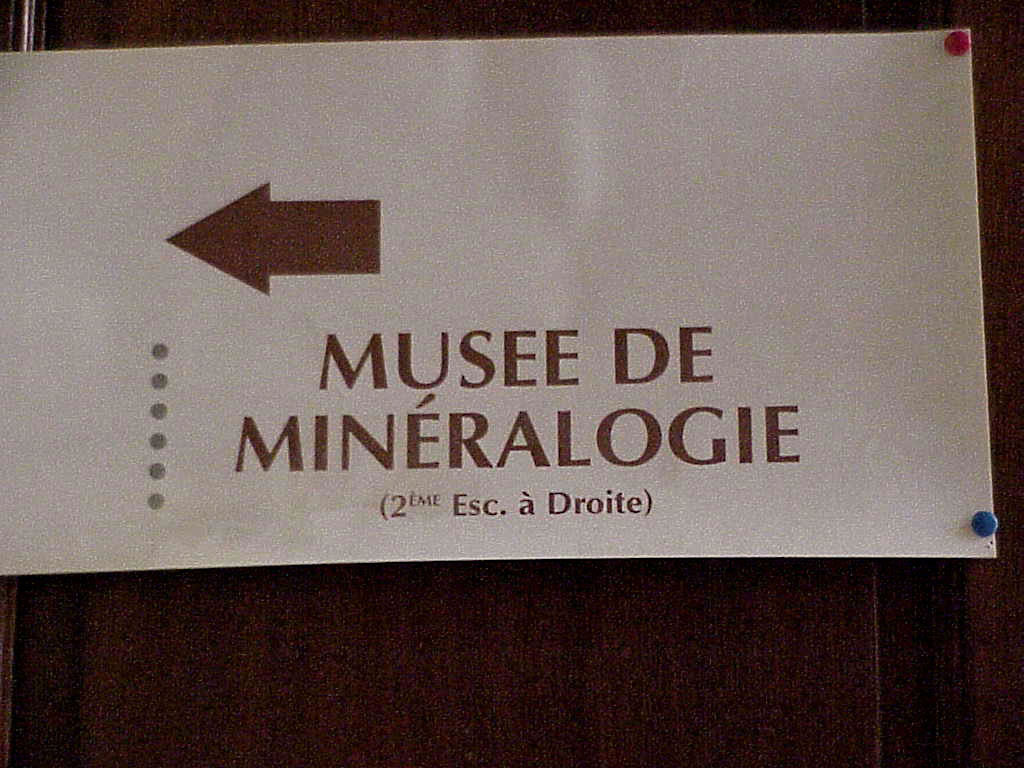 MUSEE DE
MINÉRALOGIE
(2ÈME Esc. à Droite)